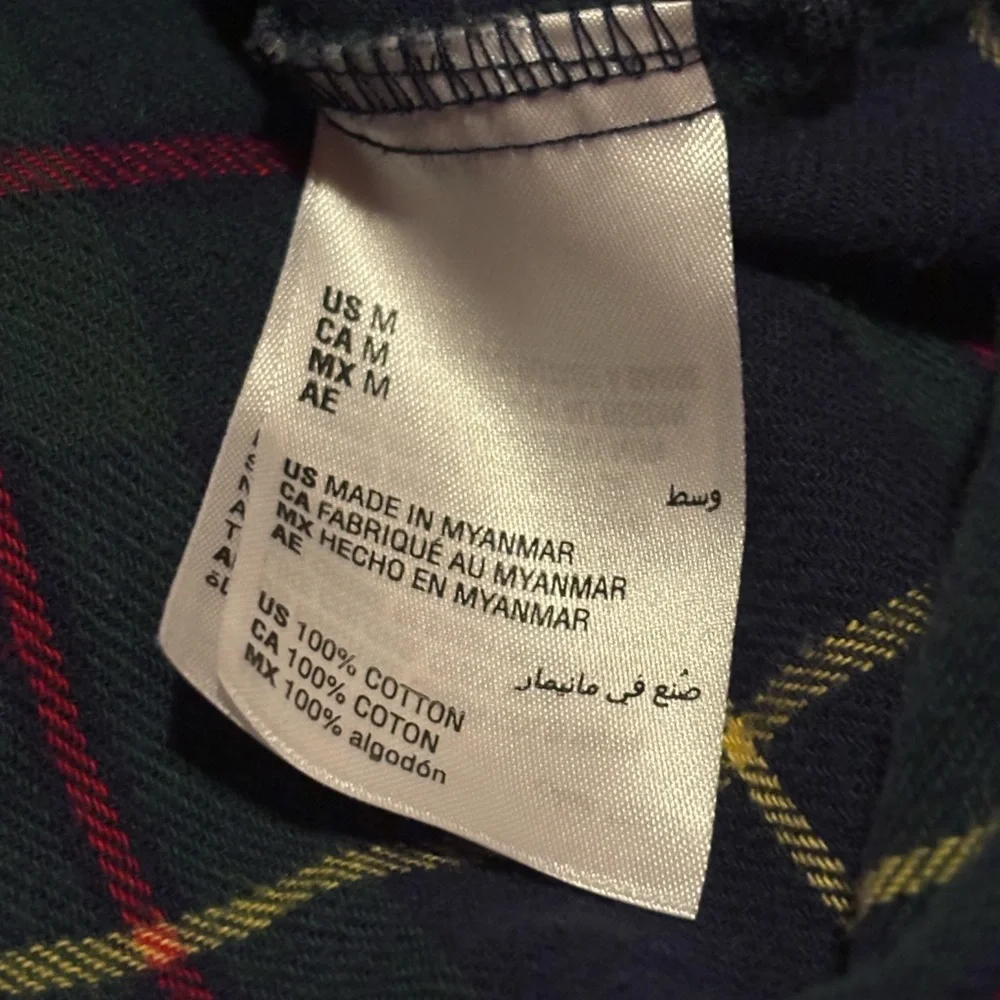 US M
CA M
MX M
AE وسط
US MADE IN MYANMAR
CA FABRIQUÉ AU MYANMAR
MX HECHO EN MYANMAR
AE صُنع في مانيمار
US 100% COTTON
CA 100% COTON
MX 100% algodón